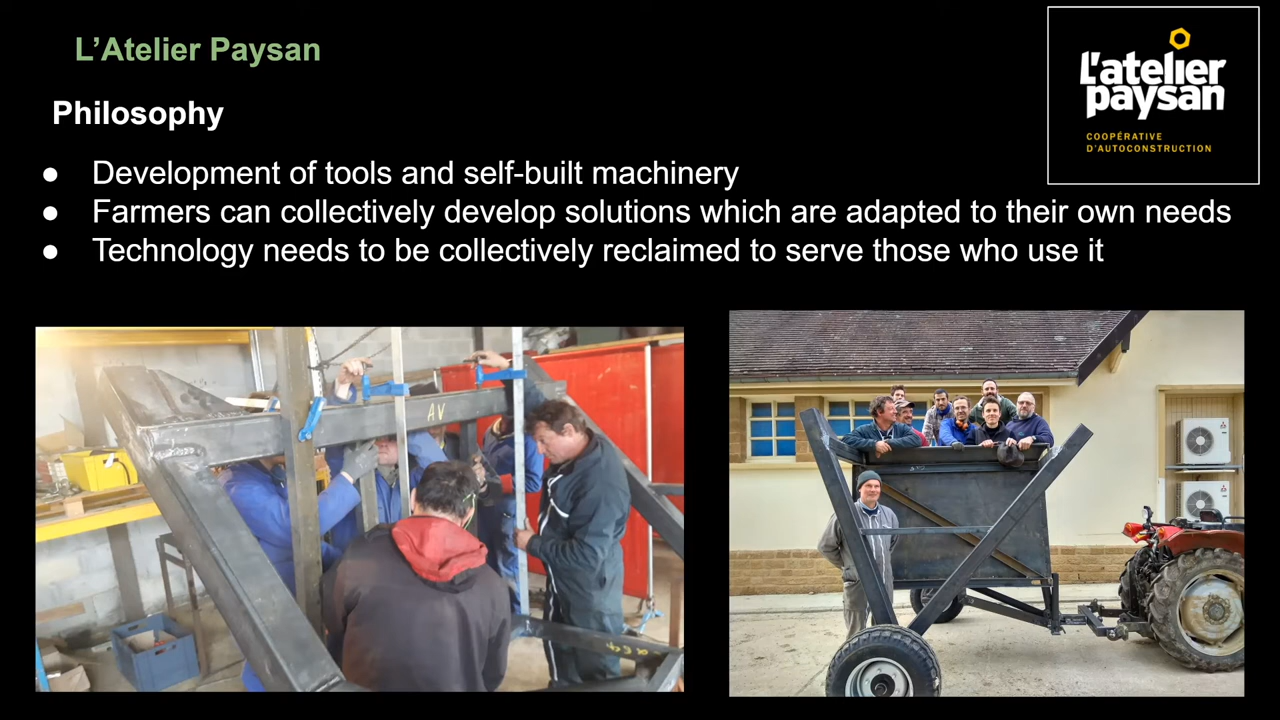 L'Atelier Paysan
l'atelier
paysan
COOPÉRATIVE
D'AUTOCONSTRUCTION
Philosophy
● Development of tools and self-built machinery
● Farmers can collectively develop solutions which are adapted to their own needs
● Technology needs to be collectively reclaimed to serve those who use it
AV